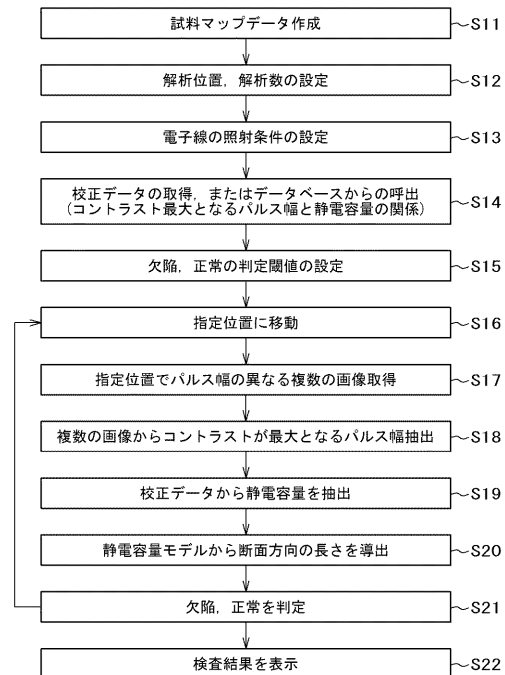 試料マップデータ作成 S11
解析位置，解析数の設定 S12
電子線の照射条件の設定 S13
校正データの取得，またはデータベースからの呼出
(コントラスト最大となるパルス幅と静電容量の関係) S14
欠陥，正常の判定閾値の設定 S15
指定位置に移動 S16
指定位置でパルス幅の異なる複数の画像取得 S17
複数の画像からコントラストが最大となるパルス幅抽出 S18
校正データから静電容量を抽出 S19
静電容量モデルから断面方向の長さを導出 S20
欠陥，正常を判定 S21
検査結果を表示 S22